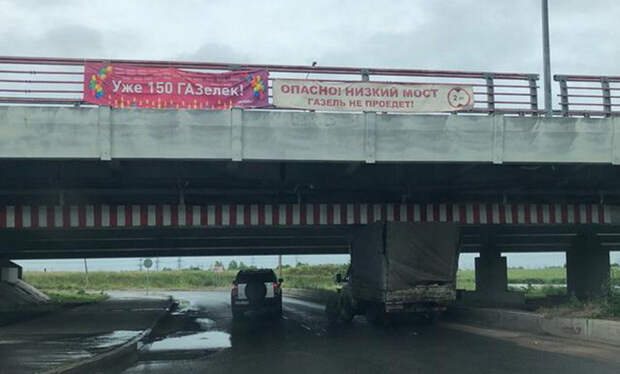 Уже 150 ГАЗелек!
ОПАСНО! НИЗКИЙ МОСТ
ГАЗЕЛЬ НЕ ПРОЕДЕТ!